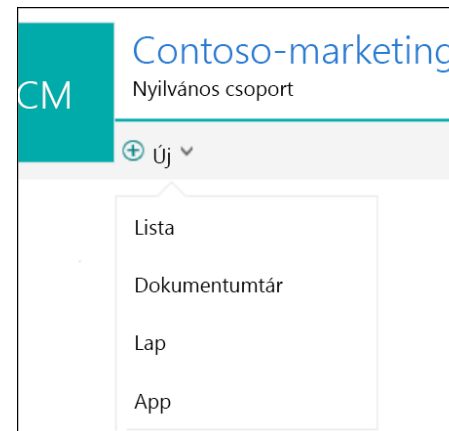 CM
Contoso-marketing
Nyilvános csoport
Új
Lista
Dokumentumtár
Lap
App